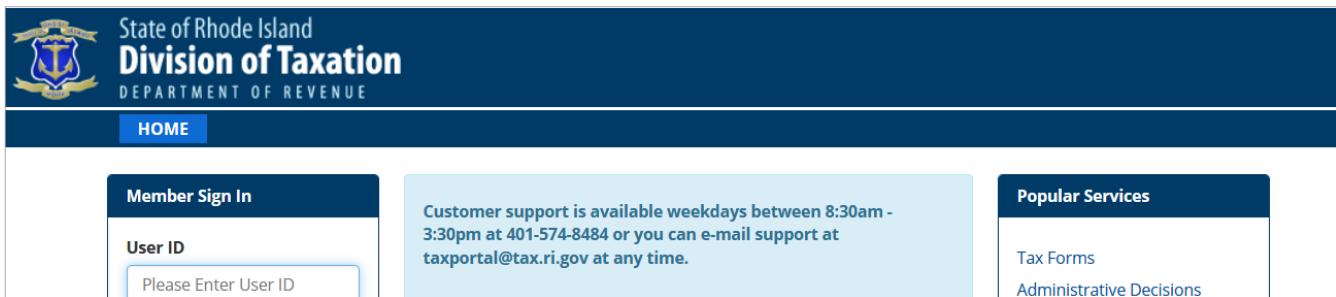 State of Rhode Island
Division of Taxation
DEPARTMENT OF REVENUE
HOME
Member Sign In
User ID
Please Enter User ID
Customer support is available weekdays between 8:30am -
3:30pm at 401-574-8484 or you can e-mail support at
taxportal@tax.ri.gov at any time.
Popular Services
Tax Forms
Administrative Decisions